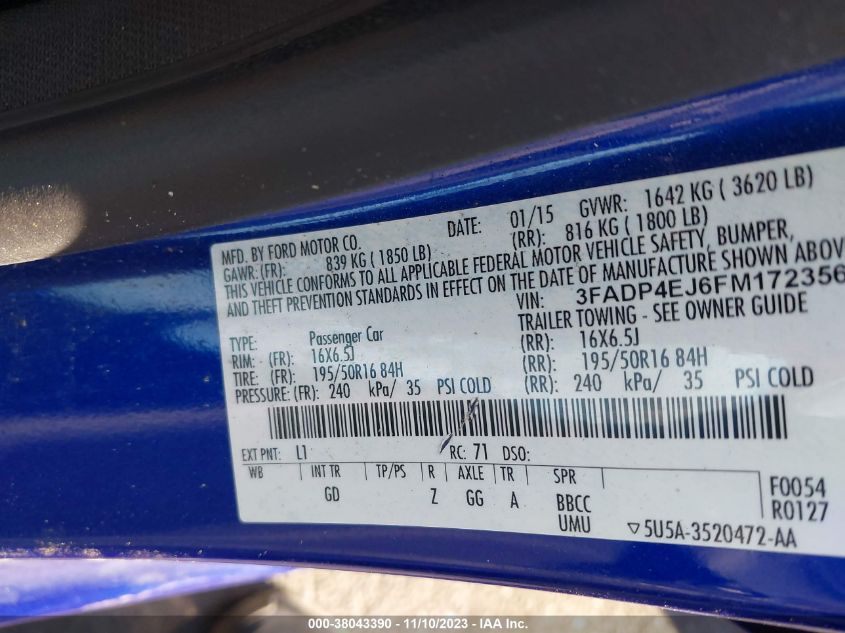 MFD. BY FORD MOTOR CO. DATE: 01/15 GVWR: 1642 KG ( 3620 LB)
GAWR: (FR): 839 KG ( 1850 LB) (RR): 816 KG ( 1800 LB)
THIS VEHICLE CONFORMS TO ALL APPLICABLE FEDERAL MOTOR VEHICLE SAFETY, BUMPER,
AND THEFT PREVENTION STANDARDS IN EFFECT ON THE DATE OF MANUFACTURE SHOWN ABOV
VIN: 3FADP4EJ6FM172356
TYPE: Passenger Car TRAILER TOWING - SEE OWNER GUIDE
RIM: - (FR): 16X6.5J (RR): 16X6.5J
TIRE: (FR): 195/50R16 84H (RR): 195/50R16 84H
PRESSURE: (FR): 240 kPa/ 35 PSI COLD (RR): 240 kPa/ 35 PSI COLD
EXT PNT: L1 RC: 71 DSO:
WB INT TR TP/PS R AXLE TR SPR F0054
GD Z GG A BBCC R0127
UMU ▽5U5A-3520472-AA
000-38043390 - 11/10/2023 - IAA Inc.